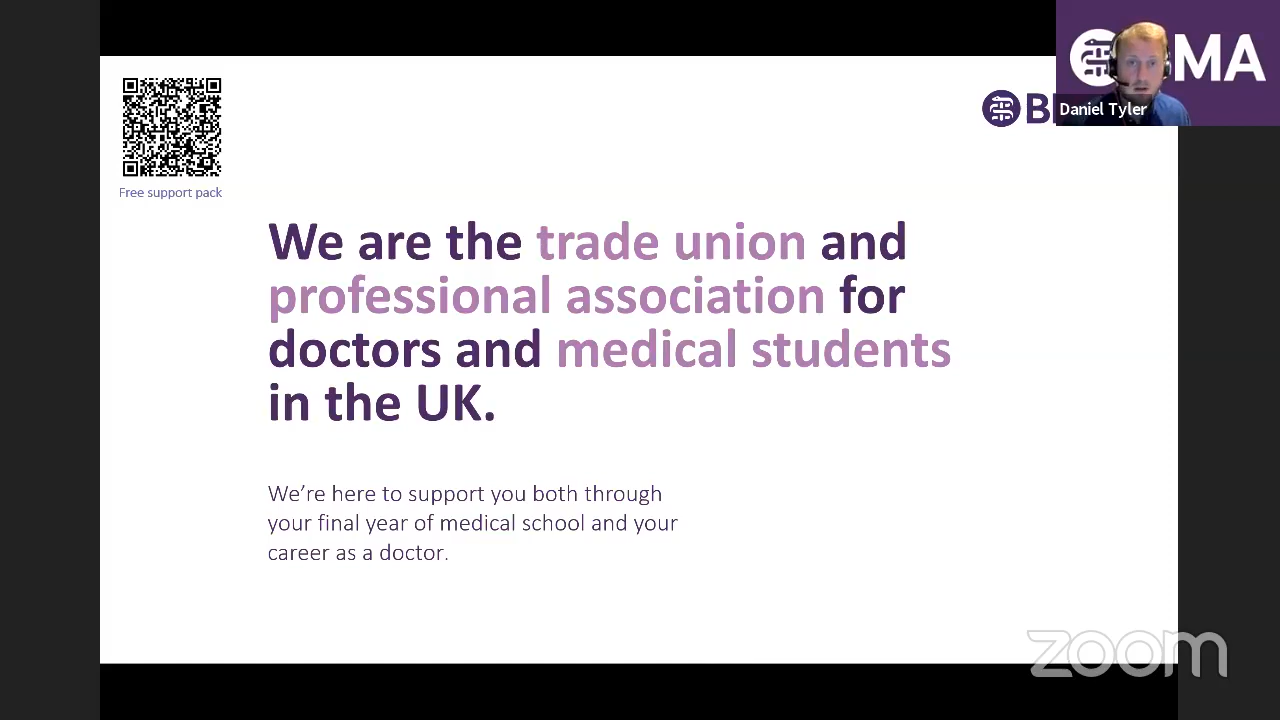 Free support pack
We are the trade union and
professional association for
doctors and medical students
in the UK.
We’re here to support you both through
your final year of medical school and your
career as a doctor.
MA
Daniel Tyler
zoom